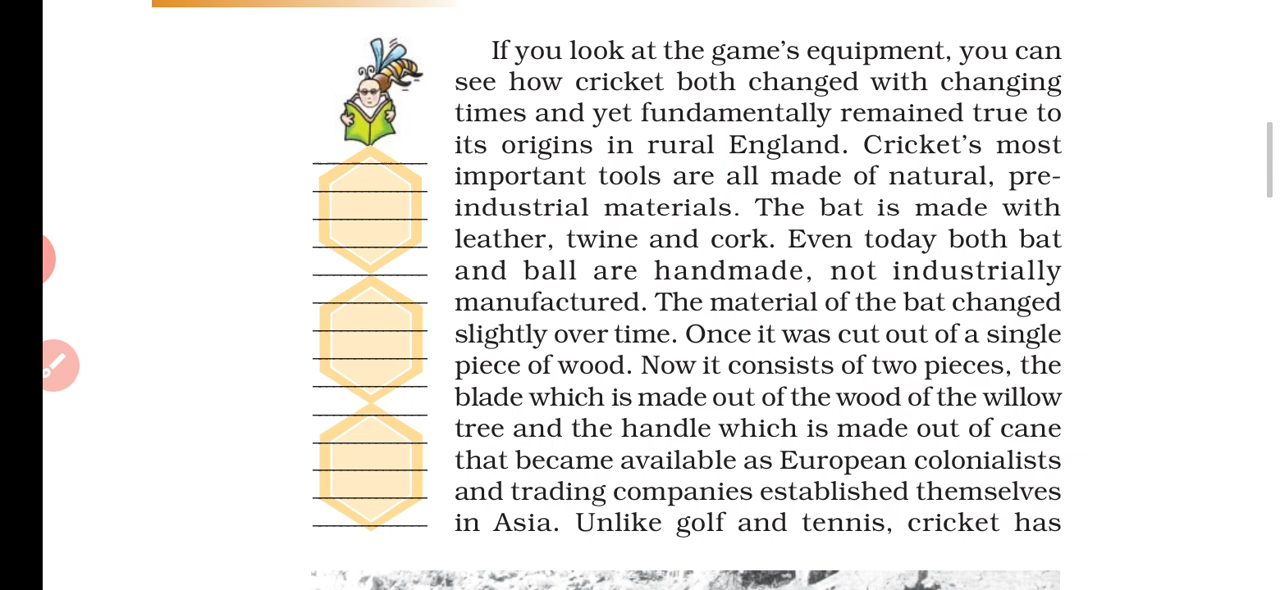 If you look at the game's equipment, you can
see how cricket both changed with changing
times and yet fundamentally remained true to
its origins in rural England. Cricket's most
important tools are all made of natural, pre-
industrial materials. The bat is made with
leather, twine and cork. Even today both bat
and ball are handmade, not industrially
manufactured. The material of the bat changed
slightly over time. Once it was cut out of a single
piece of wood. Now it consists of two pieces, the
blade which is made out of the wood of the willow
tree and the handle which is made out of cane
that became available as European colonialists
and trading companies established themselves
in Asia. Unlike golf and tennis, cricket has